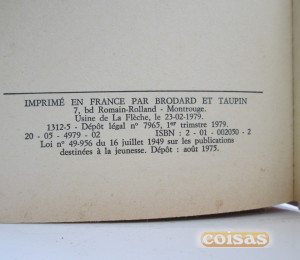 IMPRIMÉ EN FRANCE PAR BRODARD ET TAUPIN
7, bd Romain-Rolland - Montrouge.
Usine de La Flèche, le 23-02-1979.
1312-5 - Dépôt légal n° 7965, 1er trimstre 1979.
20 - 05 - 4979 - 02 ISBN : 2 - 01 - 002050 - 2
Loi n° 49-956 du 16 juillet 1949 sur les publications
destinées à la jeunesse. Dépôt : août 1975.
coisas